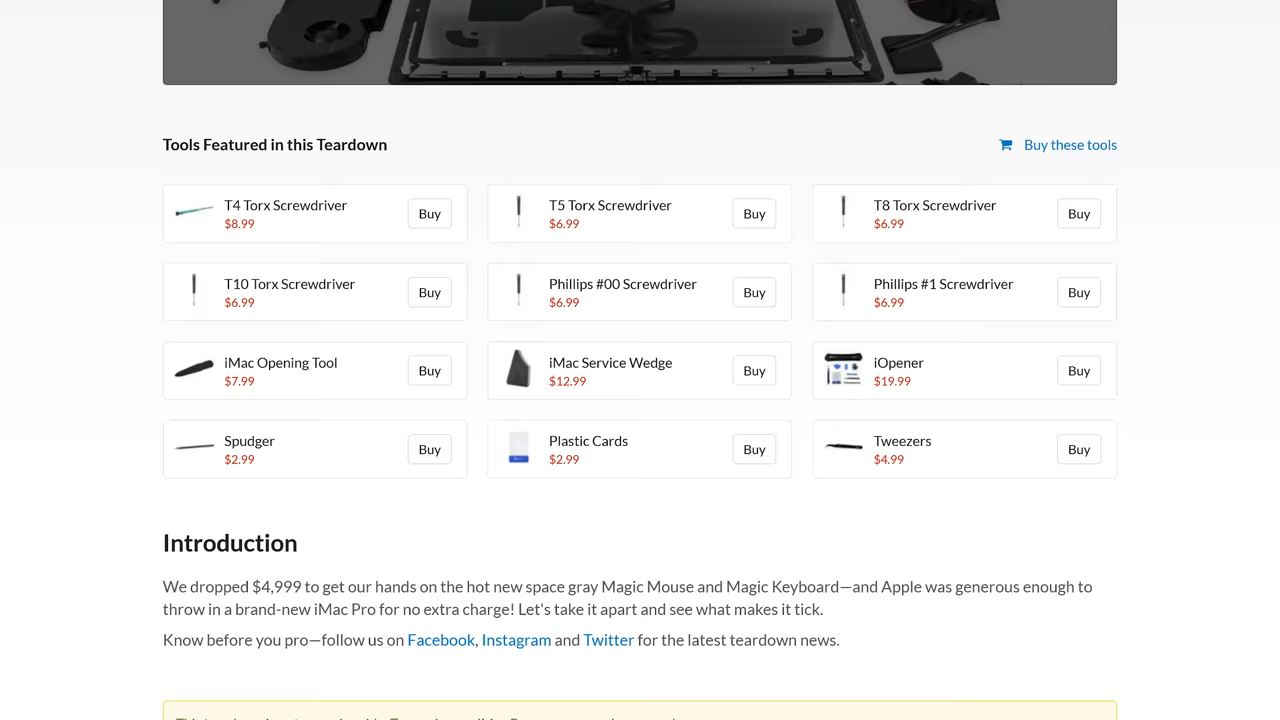 Tools Featured in this Teardown
Buy these tools
T4 Torx Screwdriver
$8.99
Buy
T5 Torx Screwdriver
$6.99
Buy
T8 Torx Screwdriver
$6.99
Buy
T10 Torx Screwdriver
$6.99
Buy
Phillips #00 Screwdriver
$6.99
Buy
Phillips #1 Screwdriver
$6.99
Buy
iMac Opening Tool
$7.99
Buy
iMac Service Wedge
$12.99
Buy
iOpener
$19.99
Buy
Spudger
$2.99
Buy
Plastic Cards
$2.99
Buy
Tweezers
$4.99
Buy
Introduction
We dropped $4,999 to get our hands on the hot new space gray Magic Mouse and Magic Keyboard—and Apple was generous enough to
throw in a brand-new iMac Pro for no extra charge! Let's take it apart and see what makes it tick.
Know before you pro—follow us on Facebook, Instagram and Twitter for the latest teardown news.